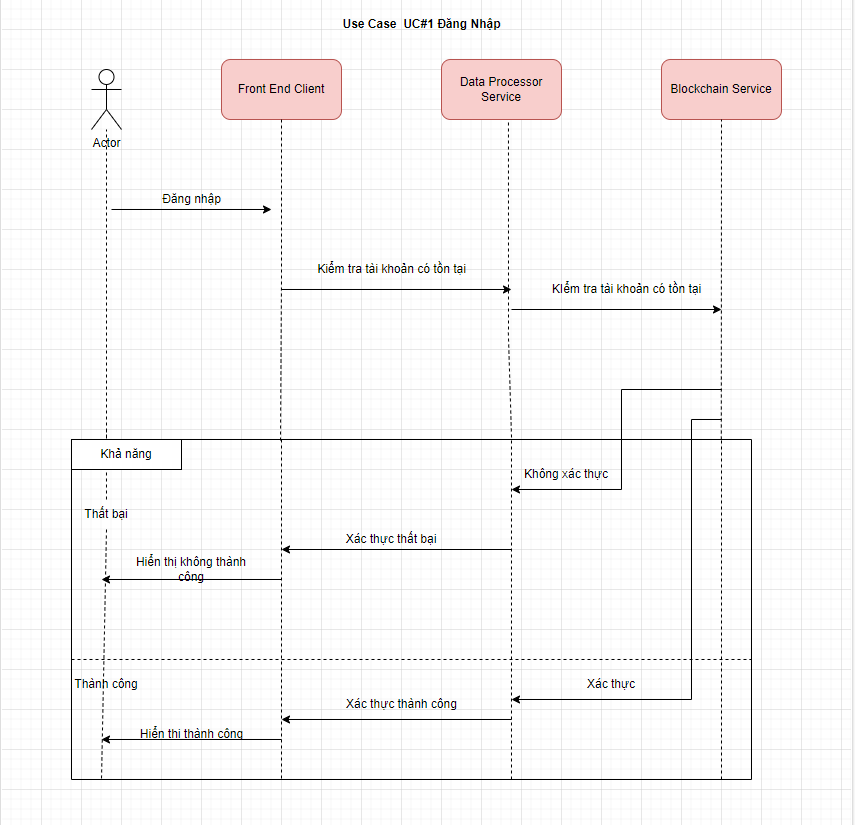 Use Case UC#1 Đăng Nhập
Front End Client
Data Processor
Service
Blockchain Service
Actor
Đăng nhập
Kiểm tra tài khoản có tồn tại
KIểm tra tài khoản có tồn tại
Khả năng
Không xác thực
Thất bại
Xác thực thất bại
Hiển thị không thành
công
Thành công
Xác thực
Xác thưc thành công
Hiển thi thành công